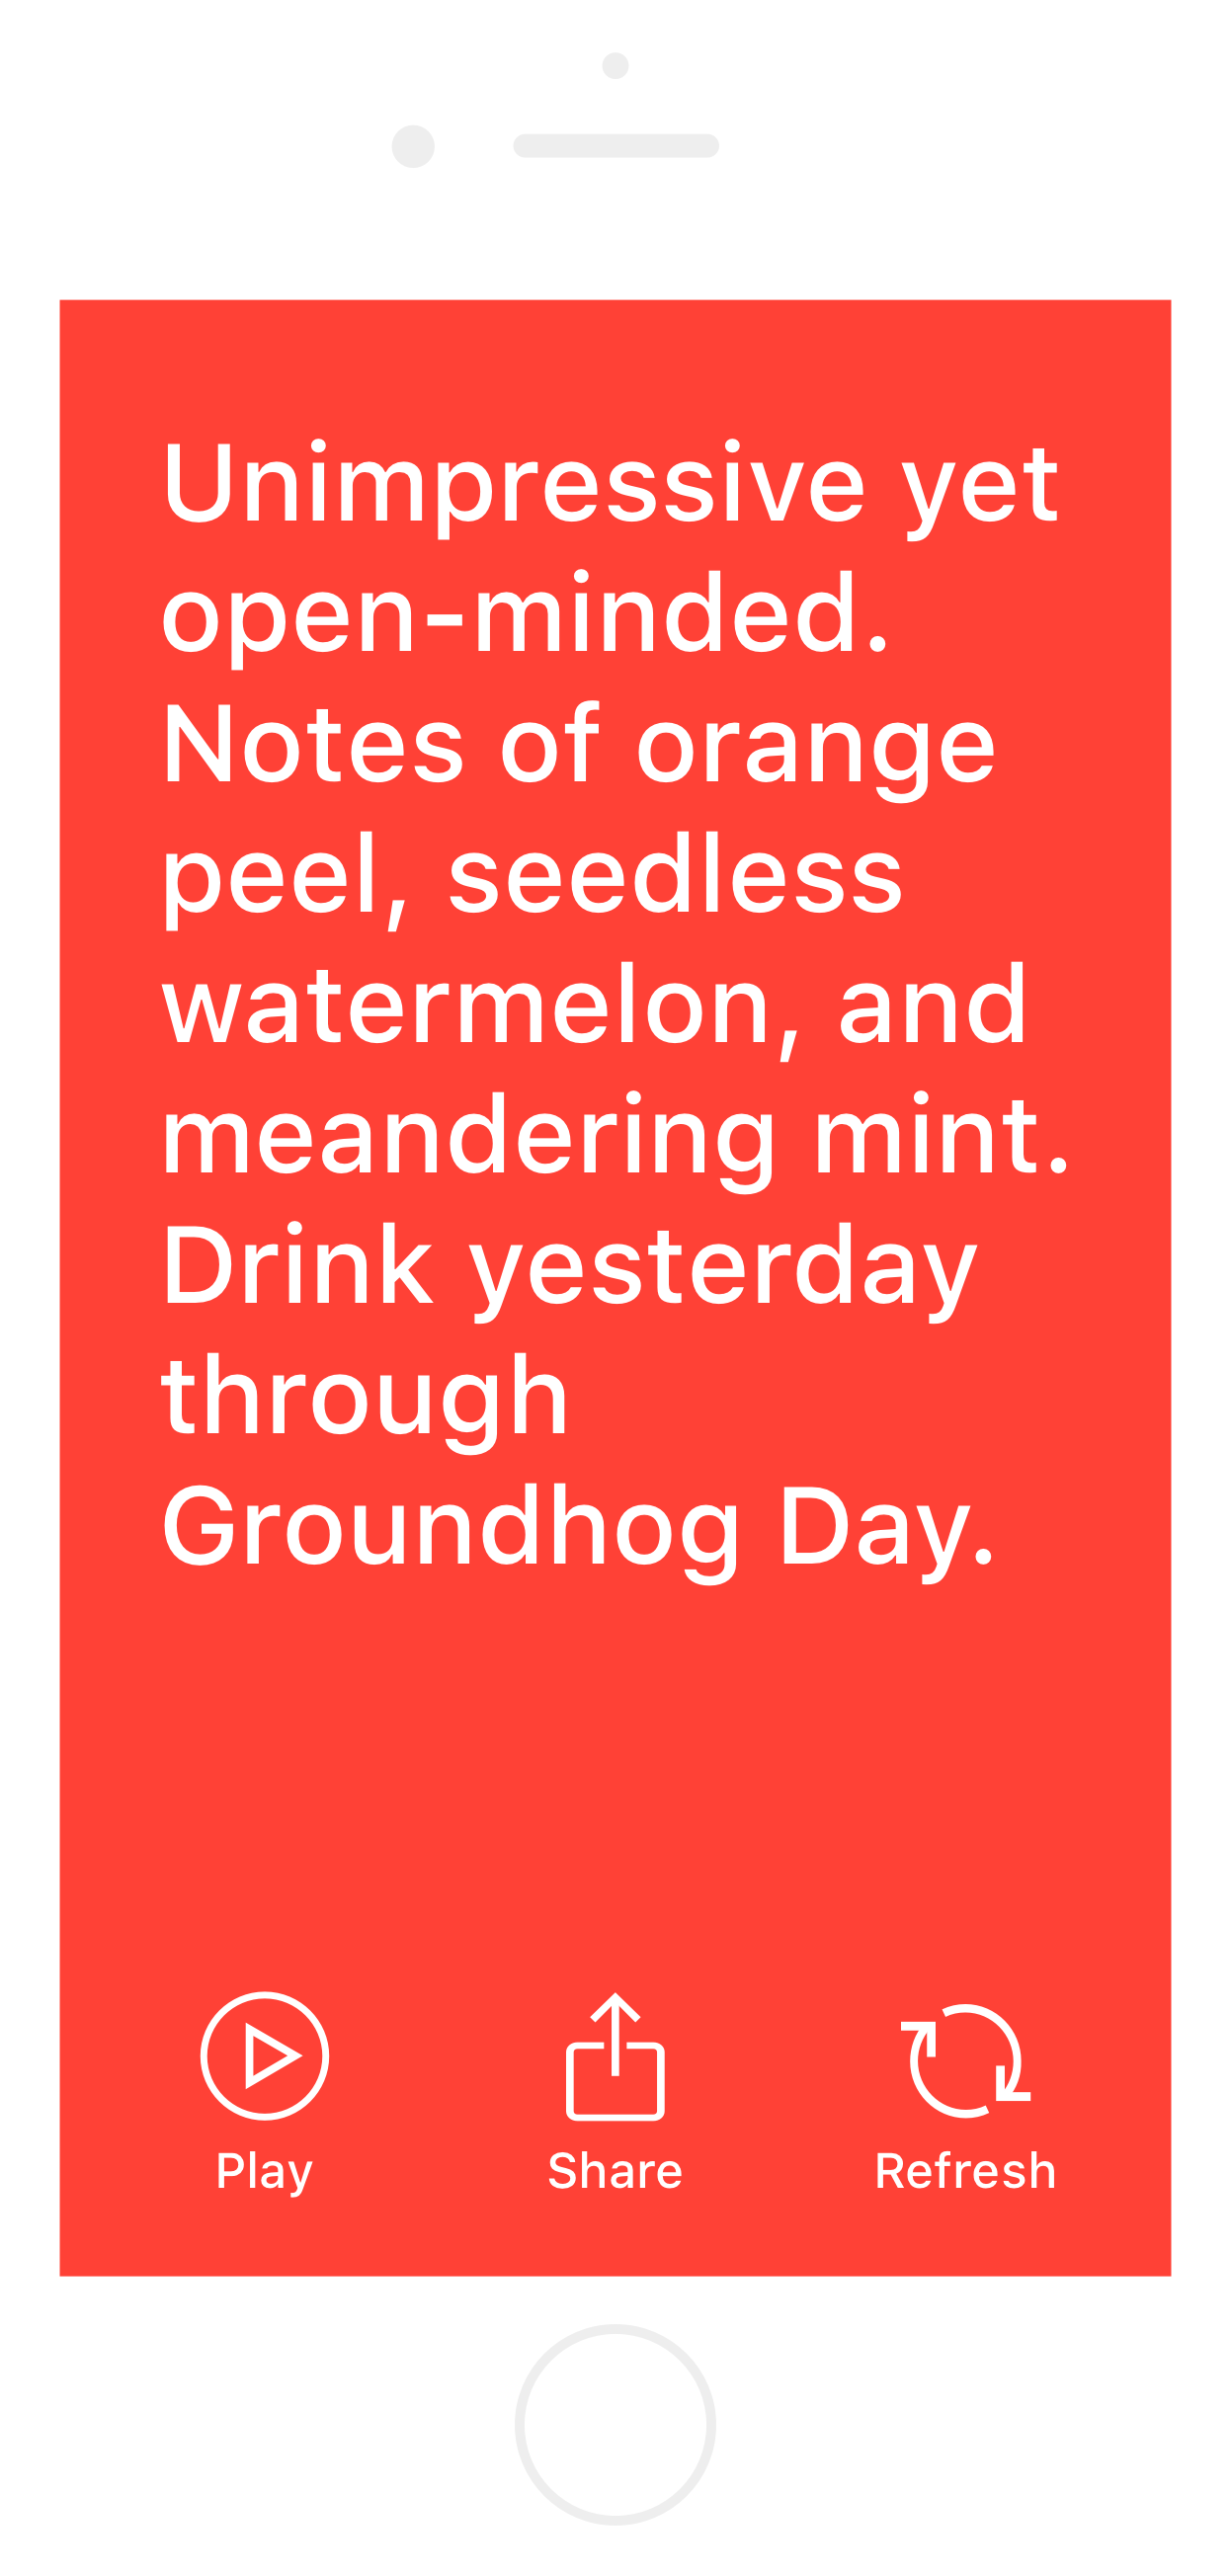 Unimpressive yet
open-minded.
Notes of orange
peel, seedless
watermelon, and
meandering mint.
Drink yesterday
through
Groundhog Day.
Play
Share
Refresh